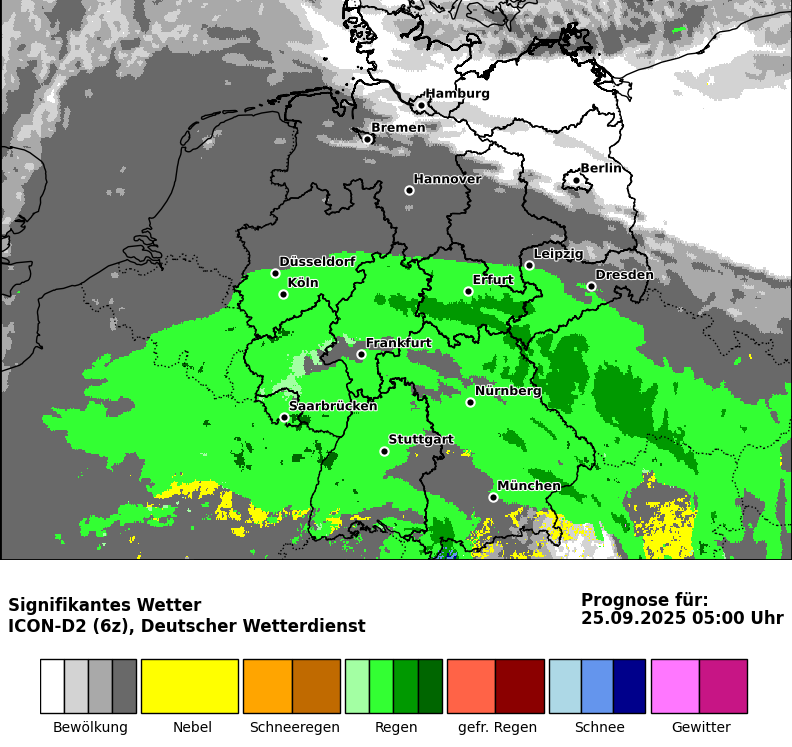 Hamburg
Bremen
Berlin
Hannover
Leipzig
Düsseldorf
Dresden
Köln
Erfurt
Frankfurt
Nürnberg
Saarbrücken
Stuttgart
München
Signifikantes Wetter
ICON-D2 (6z), Deutscher Wetterdienst
Prognose für:
25.09.2025 05:00 Uhr
Bewölkung
Nebel
Schneeregen
Regen
gefr. Regen
Schnee
Gewitter